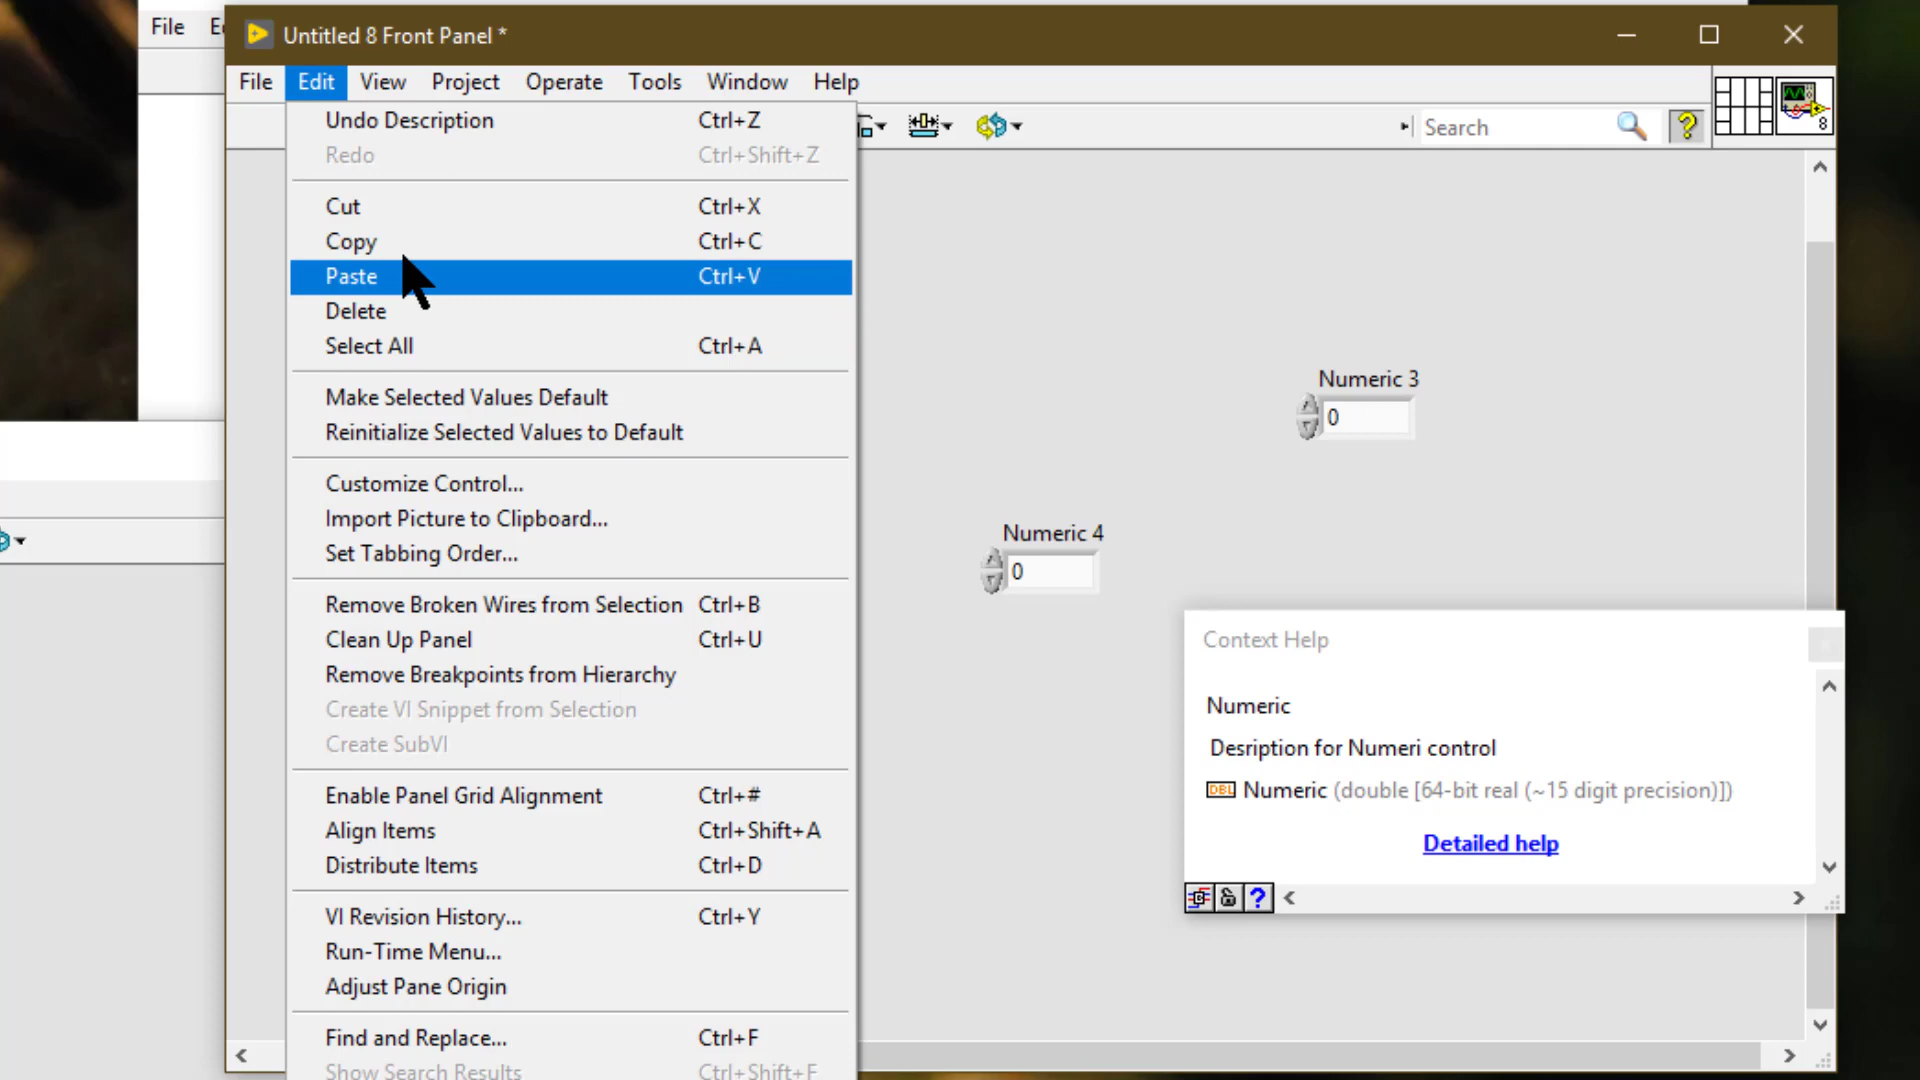 File
Untitled 8 Front Panel *
File Edit View Project Operate Tools Window Help
Search
8
Undo Description Ctrl+Z
Redo Ctrl+Shift+Z
Cut Ctrl+X
Copy Ctrl+C
Paste Ctrl+V
Delete
Select All Ctrl+A
Make Selected Values Default
Reinitialize Selected Values to Default
Customize Control...
Import Picture to Clipboard...
Set Tabbing Order...
Remove Broken Wires from Selection Ctrl+B
Clean Up Panel Ctrl+U
Remove Breakpoints from Hierarchy
Create VI Snippet from Selection
Create SubVI
Enable Panel Grid Alignment Ctrl+#
Align Items Ctrl+Shift+A
Distribute Items Ctrl+D
VI Revision History... Ctrl+Y
Run-Time Menu...
Adjust Pane Origin
Find and Replace... Ctrl+F
Show Search Results Ctrl+Shift+F
Numeric 3
0
Numeric 4
0
Context Help
Numeric
Desription for Numeri control
DBL Numeric (double [64-bit real (~15 digit precision)])
Detailed help